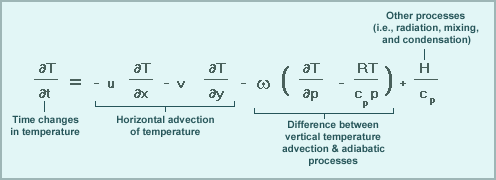 Other processes
(i.e., radiation, mixing,
and condensation)
∂T/∂t = - u ∂T/∂x - v ∂T/∂y - ω ( ∂T/∂p - RT/c_p p ) + H/c_p
Time changes
in temperature
Horizontal advection
of temperature
Difference between
vertical temperature
advection & adiabatic
processes